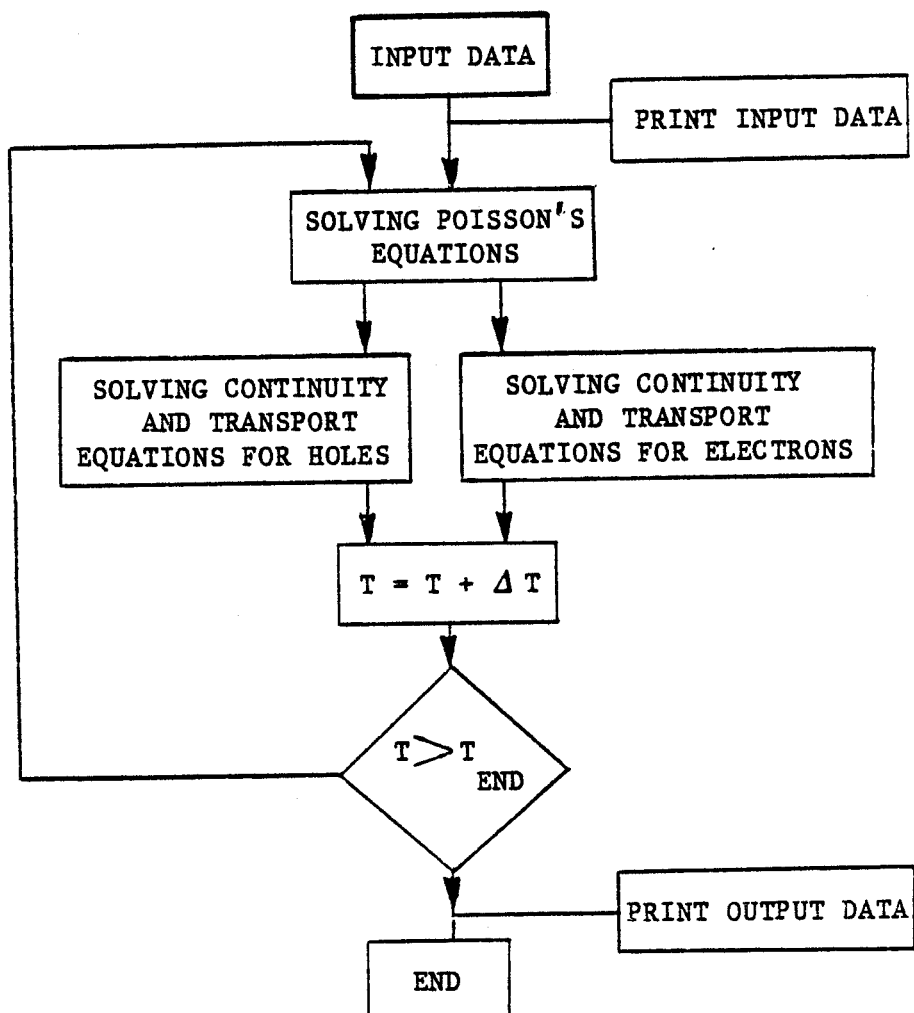 INPUT DATA
PRINT INPUT DATA
SOLVING POISSON'S
EQUATIONS
SOLVING CONTINUITY
AND TRANSPORT
EQUATIONS FOR HOLES
SOLVING CONTINUITY
AND TRANSPORT
EQUATIONS FOR ELECTRONS
T = T + Δ T
T > T
END
PRINT OUTPUT DATA
END